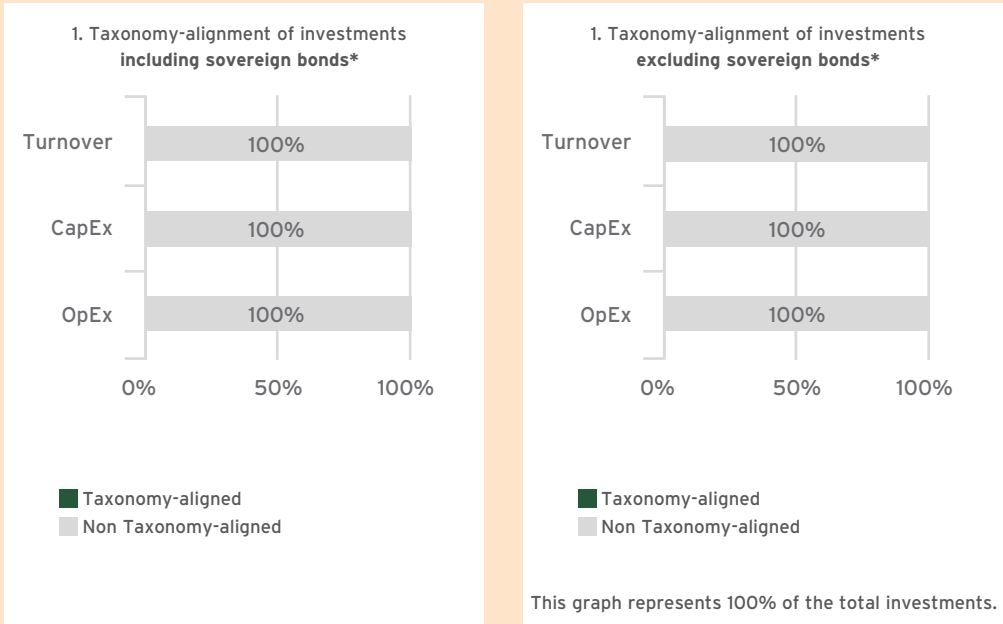 1. Taxonomy-alignment of investments
including sovereign bonds*
Turnover
100%
CapEx
100%
OpEx
100%
0%
50%
100%
Taxonomy-aligned
Non Taxonomy-aligned
1. Taxonomy-alignment of investments
excluding sovereign bonds*
Turnover
100%
CapEx
100%
OpEx
100%
0%
50%
100%
Taxonomy-aligned
Non Taxonomy-aligned
This graph represents 100% of the total investments.